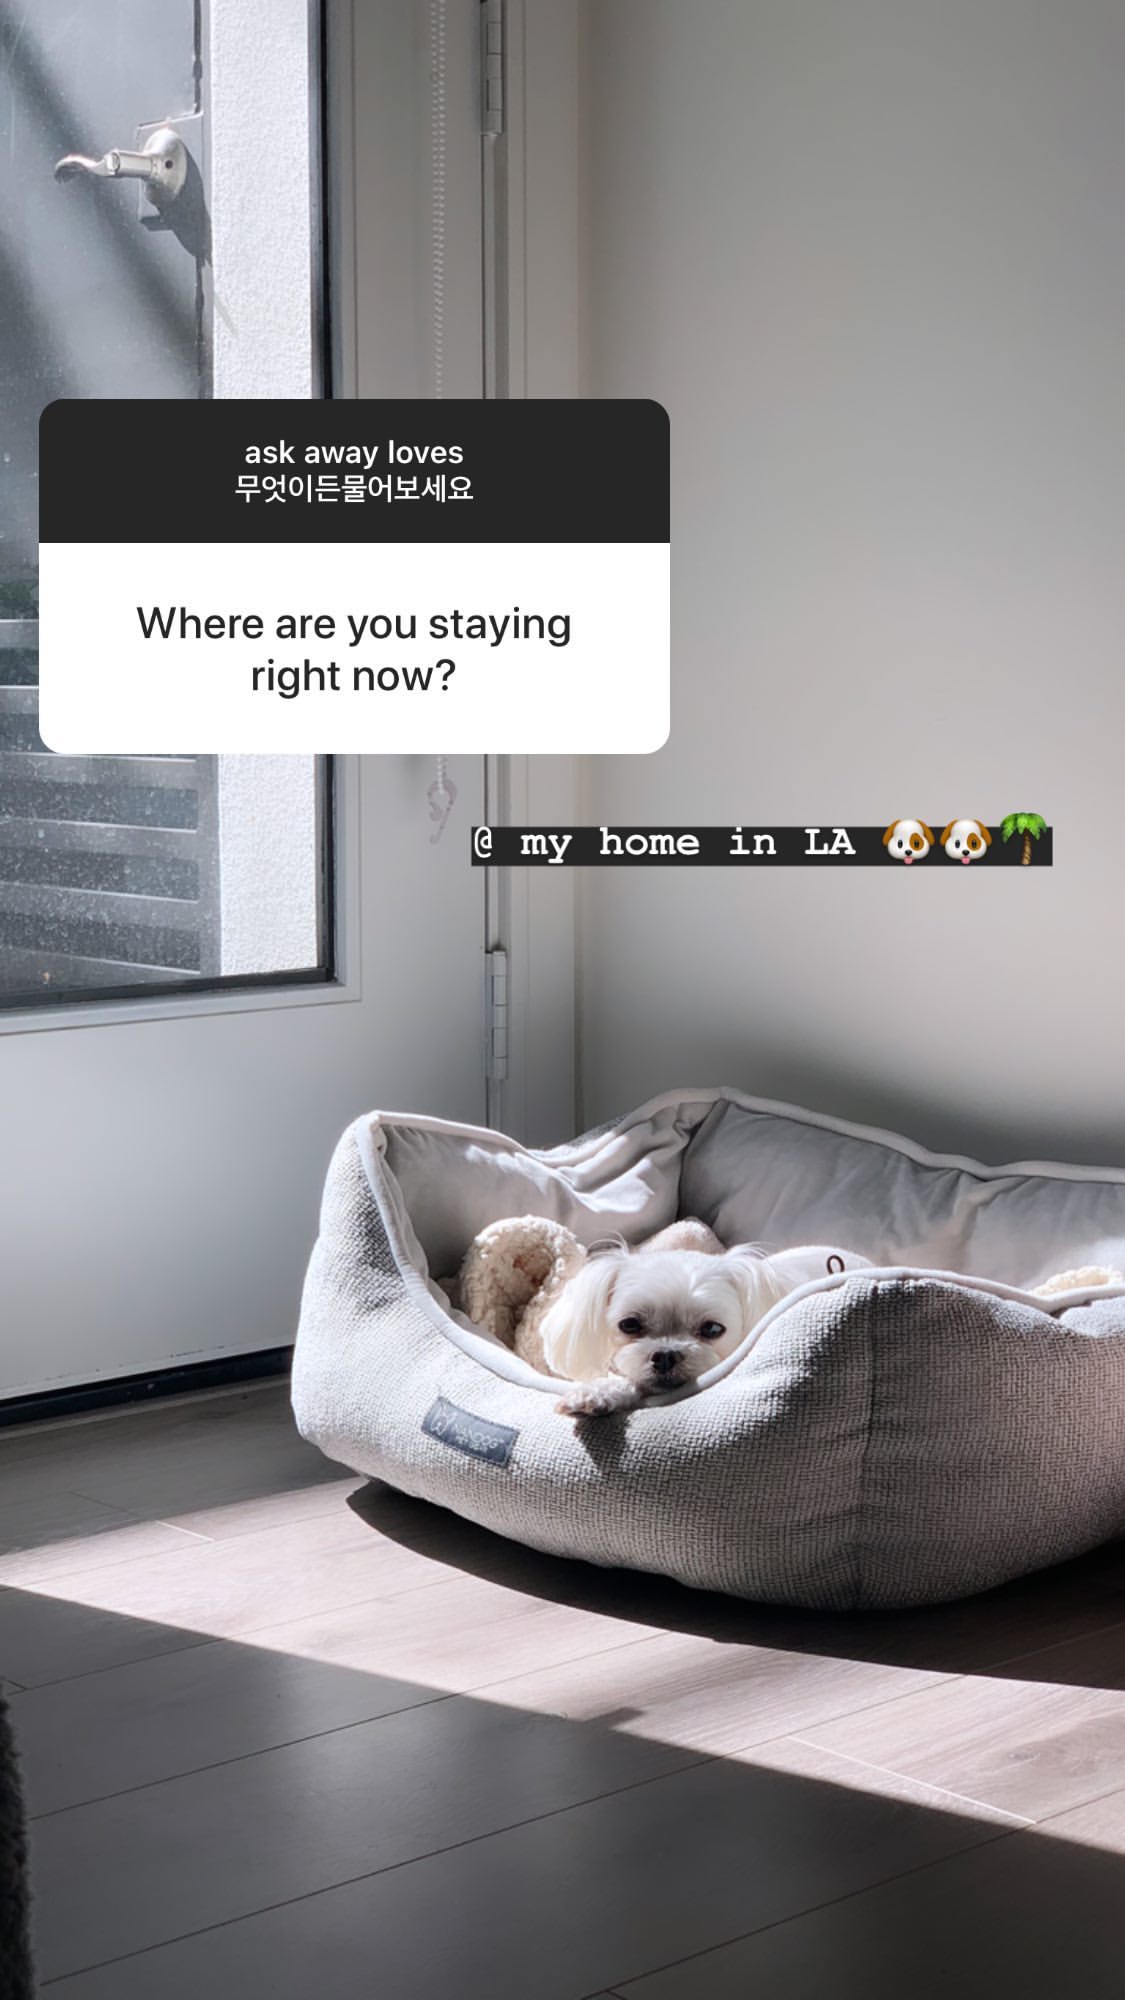 ask away loves
무엇이든물어보세요
Where are you staying
right now?
@ my home in LA 🐶🐶🌴